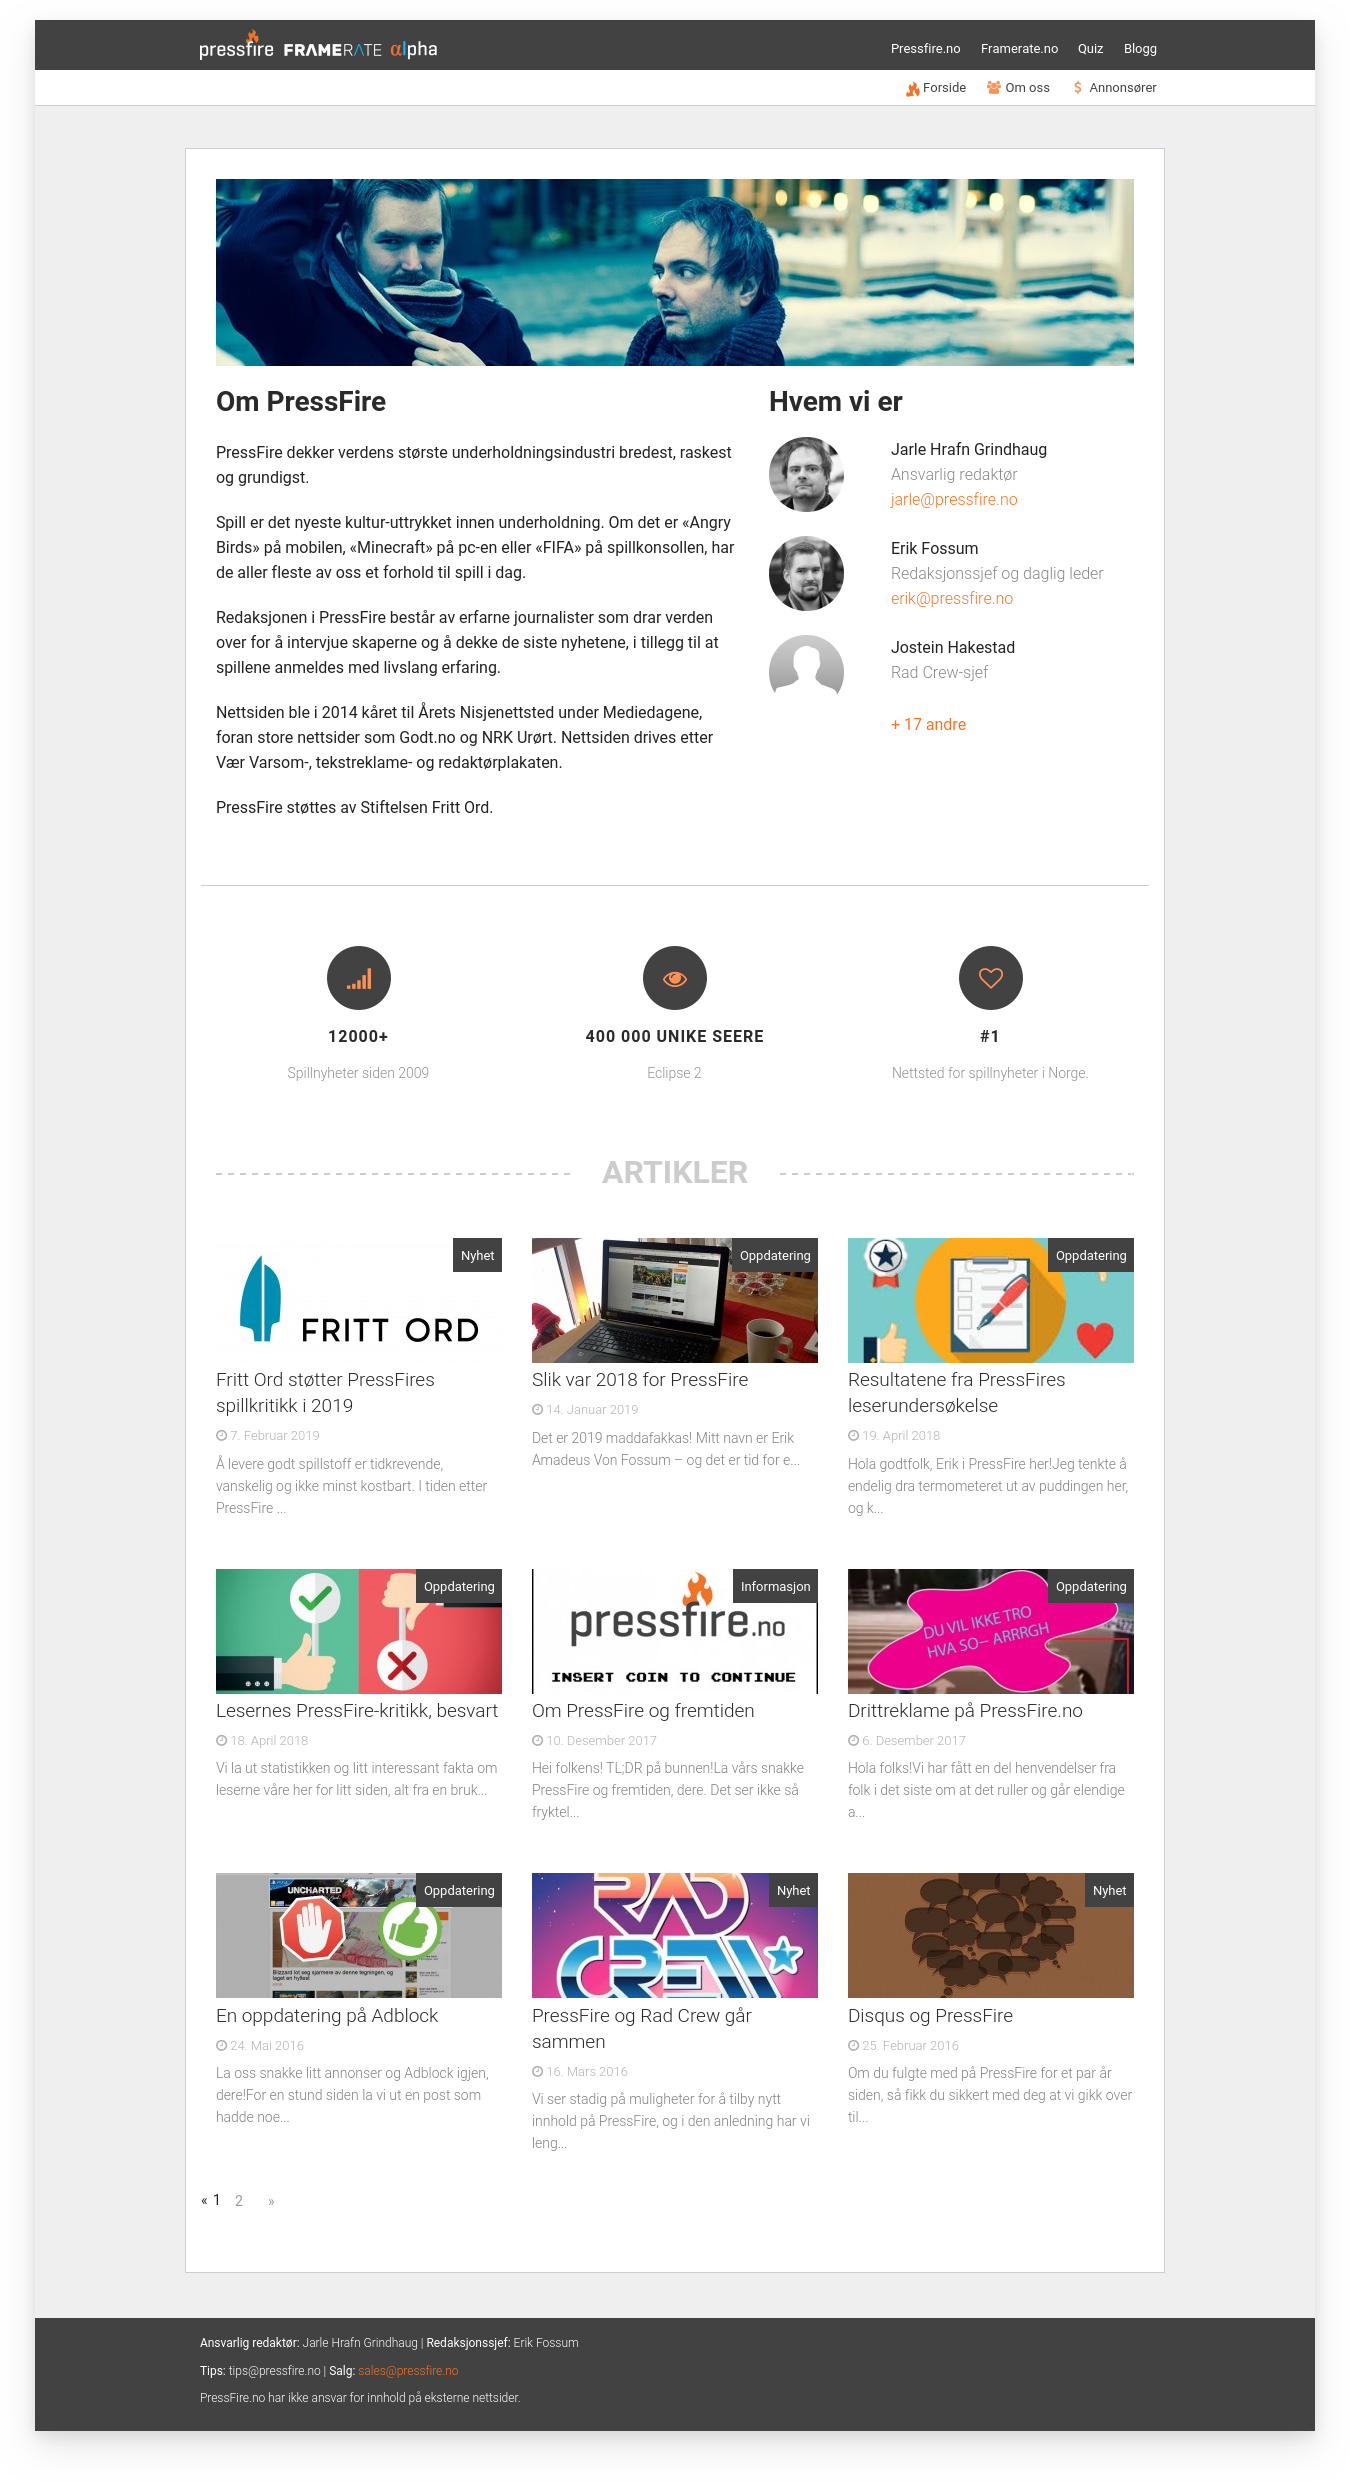 pressfire FRAMERATE alpha
Pressfire.no Framerate.no Quiz Blogg
Forside Om oss Annonsører
Om PressFire
PressFire dekker verdens største underholdningsindustri bredest, raskest
og grundigst.
Spill er det nyeste kultur-uttrykket innen underholdning. Om det er «Angry
Birds» på mobilen, «Minecraft» på pc-en eller «FIFA» på spillkonsollen, har
de aller fleste av oss et forhold til spill i dag.
Redaksjonen i PressFire består av erfarne journalister som drar verden
over for å intervjue skaperne og å dekke de siste nyhetene, i tillegg til at
spillene anmeldes med livslang erfaring.
Nettsiden ble i 2014 kåret til Årets Nisjenettsted under Mediedagene,
foran store nettsider som Godt.no og NRK Urørt. Nettsiden drives etter
Vær Varsom-, tekstreklame- og redaktørplakaten.
PressFire støttes av Stiftelsen Fritt Ord.
Hvem vi er
Jarle Hrafn Grindhaug
Ansvarlig redaktør
jarle@pressfire.no
Erik Fossum
Redaksjonssjef og daglig leder
erik@pressfire.no
Jostein Hakestad
Rad Crew-sjef
+ 17 andre
12000+
Spillnyheter siden 2009
400 000 UNIKE SEERE
Eclipse 2
#1
Nettsted for spillnyheter i Norge.
ARTIKLER
Nyhet
FRITT ORD
Fritt Ord støtter PressFires
spillkritikk i 2019
7. Februar 2019
Å levere godt spillstoff er tidkrevende,
vanskelig og ikke minst kostbart. I tiden etter
PressFire ...
Oppdatering
Slik var 2018 for PressFire
14. Januar 2019
Det er 2019 maddafakkas! Mitt navn er Erik
Amadeus Von Fossum – og det er tid for e...
Oppdatering
Resultatene fra PressFires
leserundersøkelse
19. April 2018
Hola godtfolk, Erik i PressFire her!Jeg tenkte å
endelig dra termometeret ut av puddingen her,
og k...
Oppdatering
Lesernes PressFire-kritikk, besvart
18. April 2018
Vi la ut statistikken og litt interessant fakta om
leserne våre her for litt siden, alt fra en bruk...
Informasjon
pressfire.no
INSERT COIN TO CONTINUE
Om PressFire og fremtiden
10. Desember 2017
Hei folkens! TL;DR på bunnen!La vårs snakke
PressFire og fremtiden, dere. Det ser ikke så
fryktel...
Oppdatering
DU VIL IKKE TRO
HVA SO– ARRRGH
Drittreklame på PressFire.no
6. Desember 2017
Hola folks!Vi har fått en del henvendelser fra
folk i det siste om at det ruller og går elendige
a...
Oppdatering
UNCHARTED
Blizzard lot seg sjarmere av denne tegningen, og
laget en hyllest
En oppdatering på Adblock
24. Mai 2016
La oss snakke litt annonser og Adblock igjen,
dere!For en stund siden la vi ut en post som
hadde noe...
Nyhet
RAD
CREW
PressFire og Rad Crew går
sammen
16. Mars 2016
Vi ser stadig på muligheter for å tilby nytt
innhold på PressFire, og i den anledning har vi
leng...
Nyhet
Disqus og PressFire
25. Februar 2016
Om du fulgte med på PressFire for et par år
siden, så fikk du sikkert med deg at vi gikk over
til...
« 1 2 »
Ansvarlig redaktør: Jarle Hrafn Grindhaug | Redaksjonssjef: Erik Fossum
Tips: tips@pressfire.no | Salg: sales@pressfire.no
PressFire.no har ikke ansvar for innhold på eksterne nettsider.